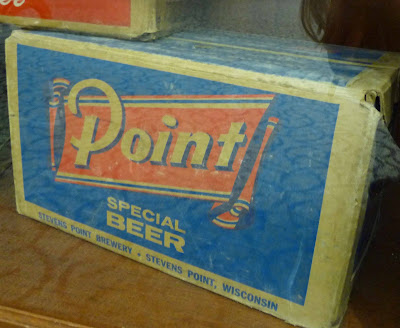 Point
SPECIAL
BEER
STEVENS POINT BREWERY • STEVENS POINT, WISCONSIN